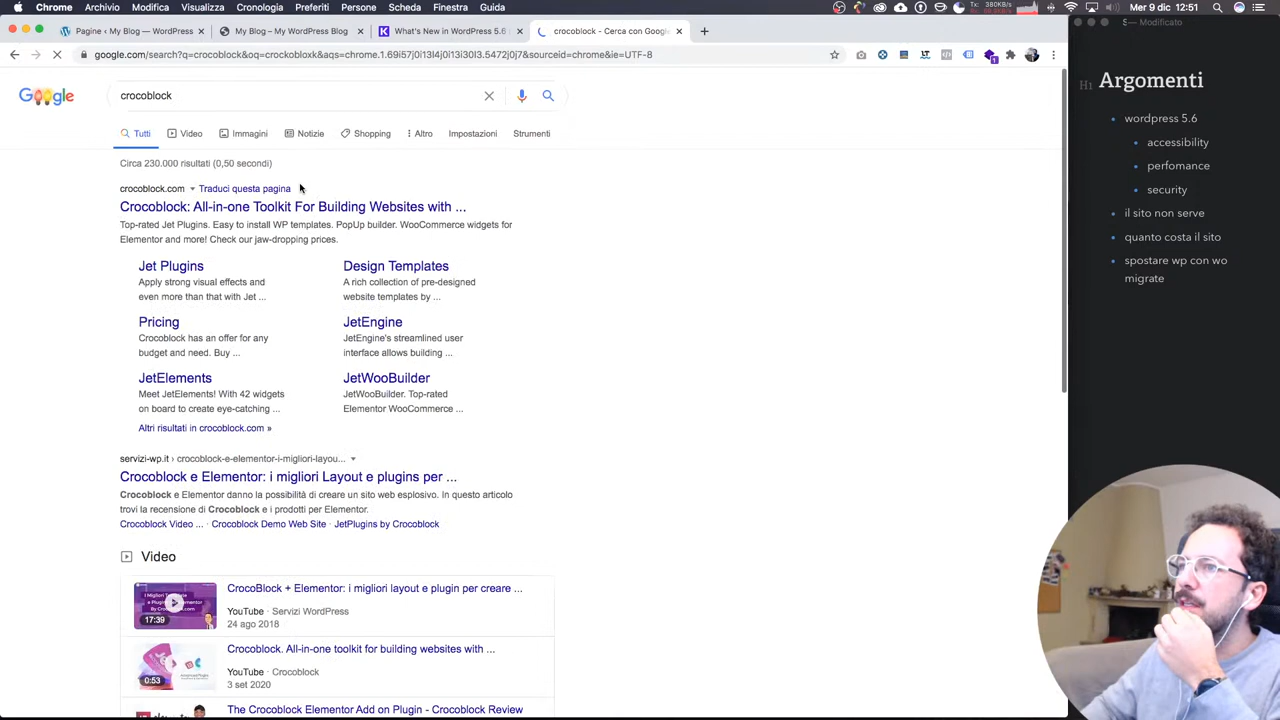 Chrome Archivio Modifica Visualizza Cronologia Preferiti Persone Scheda Finestra Guida
100% Mer 2 dic 12:51
Pagine ‹ My Blog — WordPress
My Blog – My WordPress Blog
What's New in WordPress 5.6
crocoblock - Cerca con Google
S— Modificato
google.com/search?q=crocoblock&oq=crockobloxk&aqs=chrome.1.69i57j0i13l4j0i13i30l3.5472j0j7&sourceid=chrome&ie=UTF-8
Google
crocoblock
Tutti Video Immagini Notizie Shopping Altro Impostazioni Strumenti
Circa 230.000 risultati (0,50 secondi)
crocoblock.com Traduci questa pagina
Crocoblock: All-in-one Toolkit For Building Websites with ...
Top-rated Jet Plugins. Easy to install WP templates. PopUp builder. WooCommerce widgets for
Elementor and more! Check our jaw-dropping prices.
Jet Plugins
Apply strong visual effects and
even more than that with Jet ...
Design Templates
A rich collection of pre-designed
website templates by ...
Pricing
Crocoblock has an offer for any
budget and need. Buy ...
JetEngine
JetEngine's streamlined user
interface allows building ...
JetElements
Meet JetElements! With 42 widgets
on board to create eye-catching ...
JetWooBuilder
JetWooBuilder. Top-rated
Elementor WooCommerce ...
Altri risultati in crocoblock.com »
servizi-wp.it › crocoblock-e-elementor-i-migliori-layou...
Crocoblock e Elementor: i migliori Layout e plugins per ...
Crocoblock e Elementor danno la possibilità di creare un sito web esplosivo. In questo articolo
trovi la recensione di Crocoblock e i prodotti per Elementor.
Crocoblock Video ... · Crocoblock Demo Web Site · JetPlugins by Crocoblock
Video
CrocoBlock + Elementor: i migliori layout e plugin per creare ...
YouTube · Servizi WordPress
24 ago 2018
17:39
Crocoblock. All-in-one toolkit for building websites with ...
YouTube · Crocoblock
3 set 2020
0:53
The Crocoblock Elementor Add on Plugin - Crocoblock Review
H1 Argomenti
wordpress 5.6
accessibility
perfomance
security
il sito non serve
quanto costa il sito
spostare wp con wo
migrate